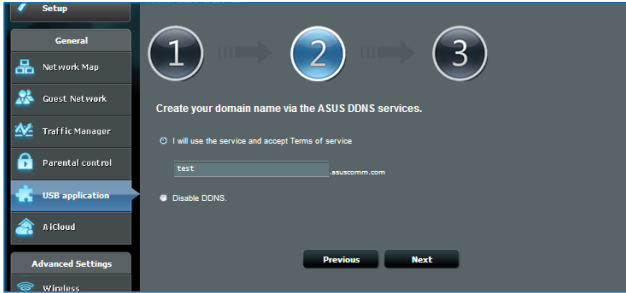 Setup
General
Network Map
Guest Network
Traffic Manager
Parental control
USB application
AiCloud
Advanced Settings
Wireless
1
2
3
Create your domain name via the ASUS DDNS services.
I will use the service and accept Terms of service
test .asuscomm.com
Disable DDNS.
Previous Next